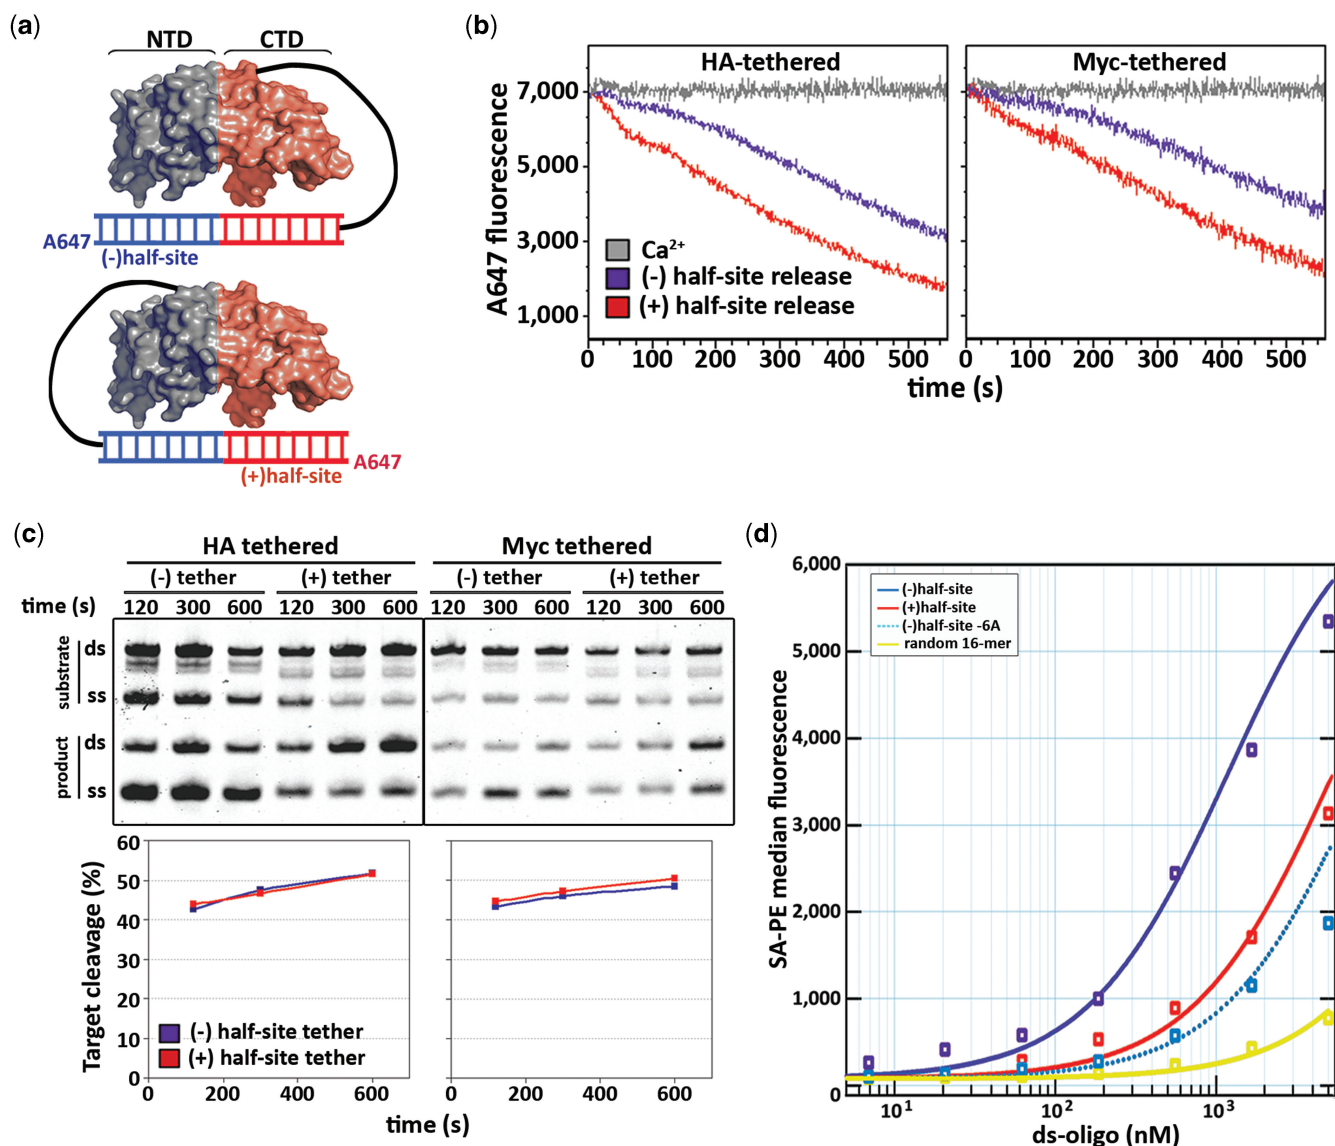 (a)
NTD CTD
A647
(-)half-site
(+)half-site
A647
(b)
HA-tethered
Myc-tethered
A647 fluorescence
7,000
5,000
3,000
1,000
Ca2+
(-) half-site release
(+) half-site release
0 100 200 300 400 500
0 100 200 300 400 500
time (s)
(c)
HA tethered
Myc tethered
(-) tether (+) tether
(-) tether (+) tether
time (s) 120 300 600 120 300 600 120 300 600 120 300 600
substrate
ds
ss
product
ds
ss
Target cleavage (%)
60
50
40
30
20
10
0
(-) half-site tether
(+) half-site tether
0 200 400 600
0 200 400 600
time (s)
(d)
SA-PE median fluorescence
6,000
5,000
4,000
3,000
2,000
1,000
0
(-)half-site
(+)half-site
(-)half-site -6A
random 16-mer
10^1 10^2 10^3
ds-oligo (nM)